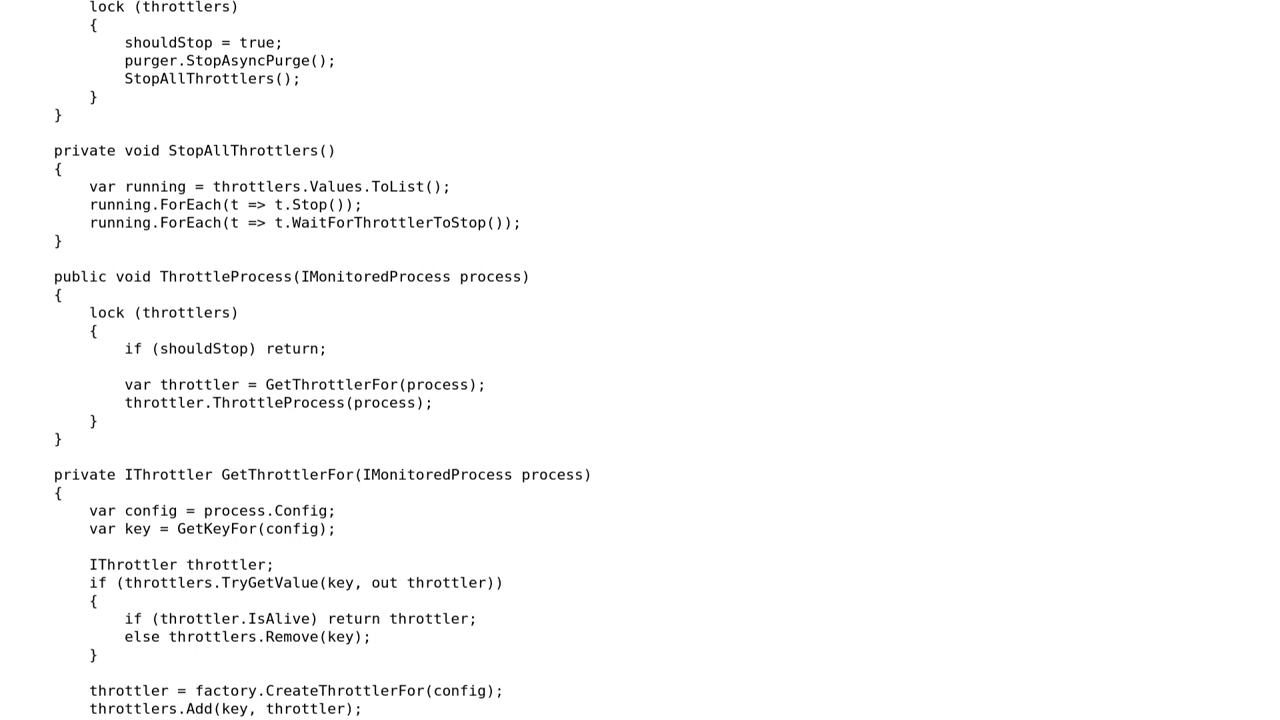 lock (throttlers)
{
shouldStop = true;
purger.StopAsyncPurge();
StopAllThrottlers();
}
}
private void StopAllThrottlers()
{
var running = throttlers.Values.ToList();
running.ForEach(t => t.Stop());
running.ForEach(t => t.WaitForThrottlerToStop());
}
public void ThrottleProcess(IMonitoredProcess process)
{
lock (throttlers)
{
if (shouldStop) return;
var throttler = GetThrottlerFor(process);
throttler.ThrottleProcess(process);
}
}
private IThrottler GetThrottlerFor(IMonitoredProcess process)
{
var config = process.Config;
var key = GetKeyFor(config);
IThrottler throttler;
if (throttlers.TryGetValue(key, out throttler))
{
if (throttler.IsAlive) return throttler;
else throttlers.Remove(key);
}
throttler = factory.CreateThrottlerFor(config);
throttlers.Add(key, throttler);